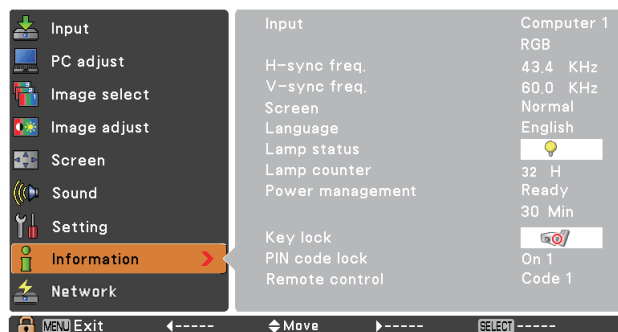 Input
PC adjust
Image select
Image adjust
Screen
Sound
Setting
Information
Network
Input Computer 1
RGB
H-sync freq. 43.4 KHz
V-sync freq. 60.0 KHz
Screen Normal
Language English
Lamp status
Lamp counter 32 H
Power management Ready
30 Min
Key lock
PIN code lock On 1
Remote control Code 1
MENU Exit ----- Move ----- SELECT -----